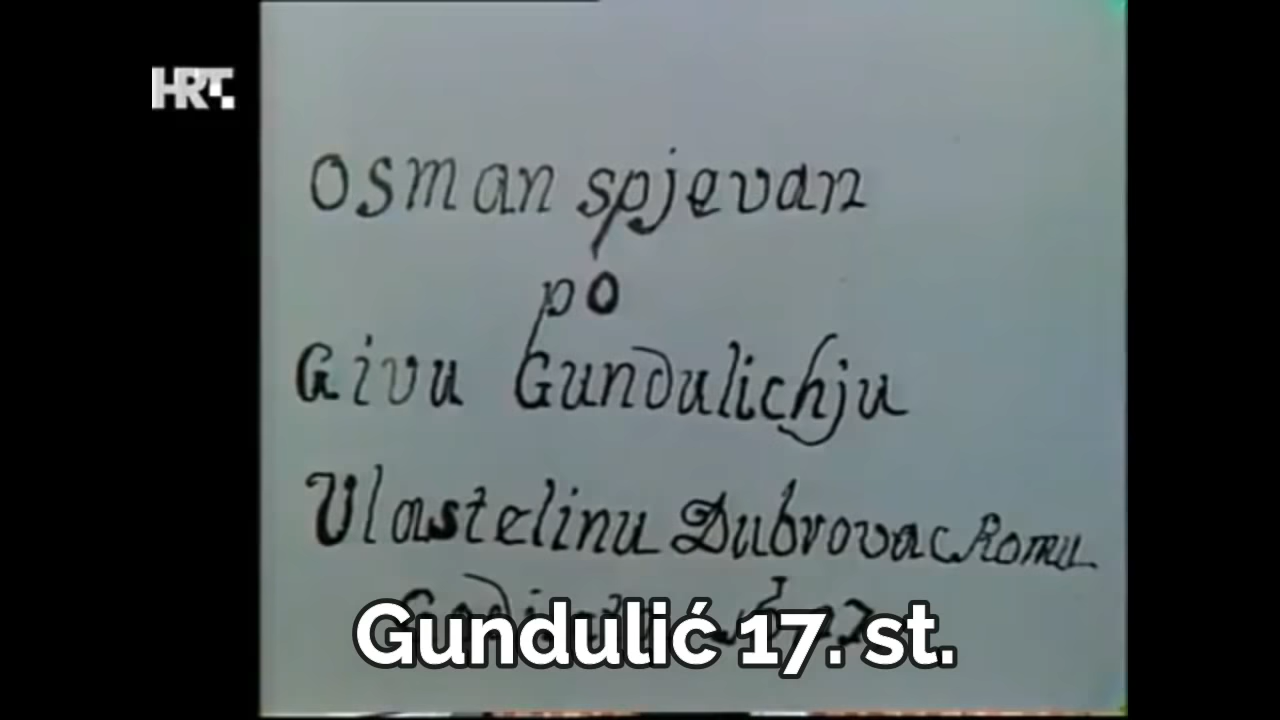 HRT.
Osman spjevan
po
Givu Gundulichju
Vlastelinu Dubrovackomu
Gundulić 17. st.